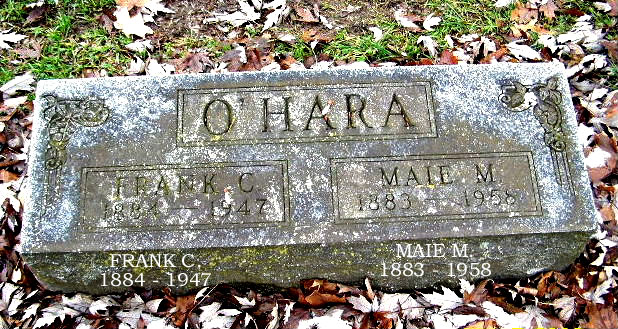 O'HARA
FRANK C
1884 - 1947
MAIE M.
1883 - 1958
FRANK C.
1884 - 1947
MAIE M.
1883 - 1958